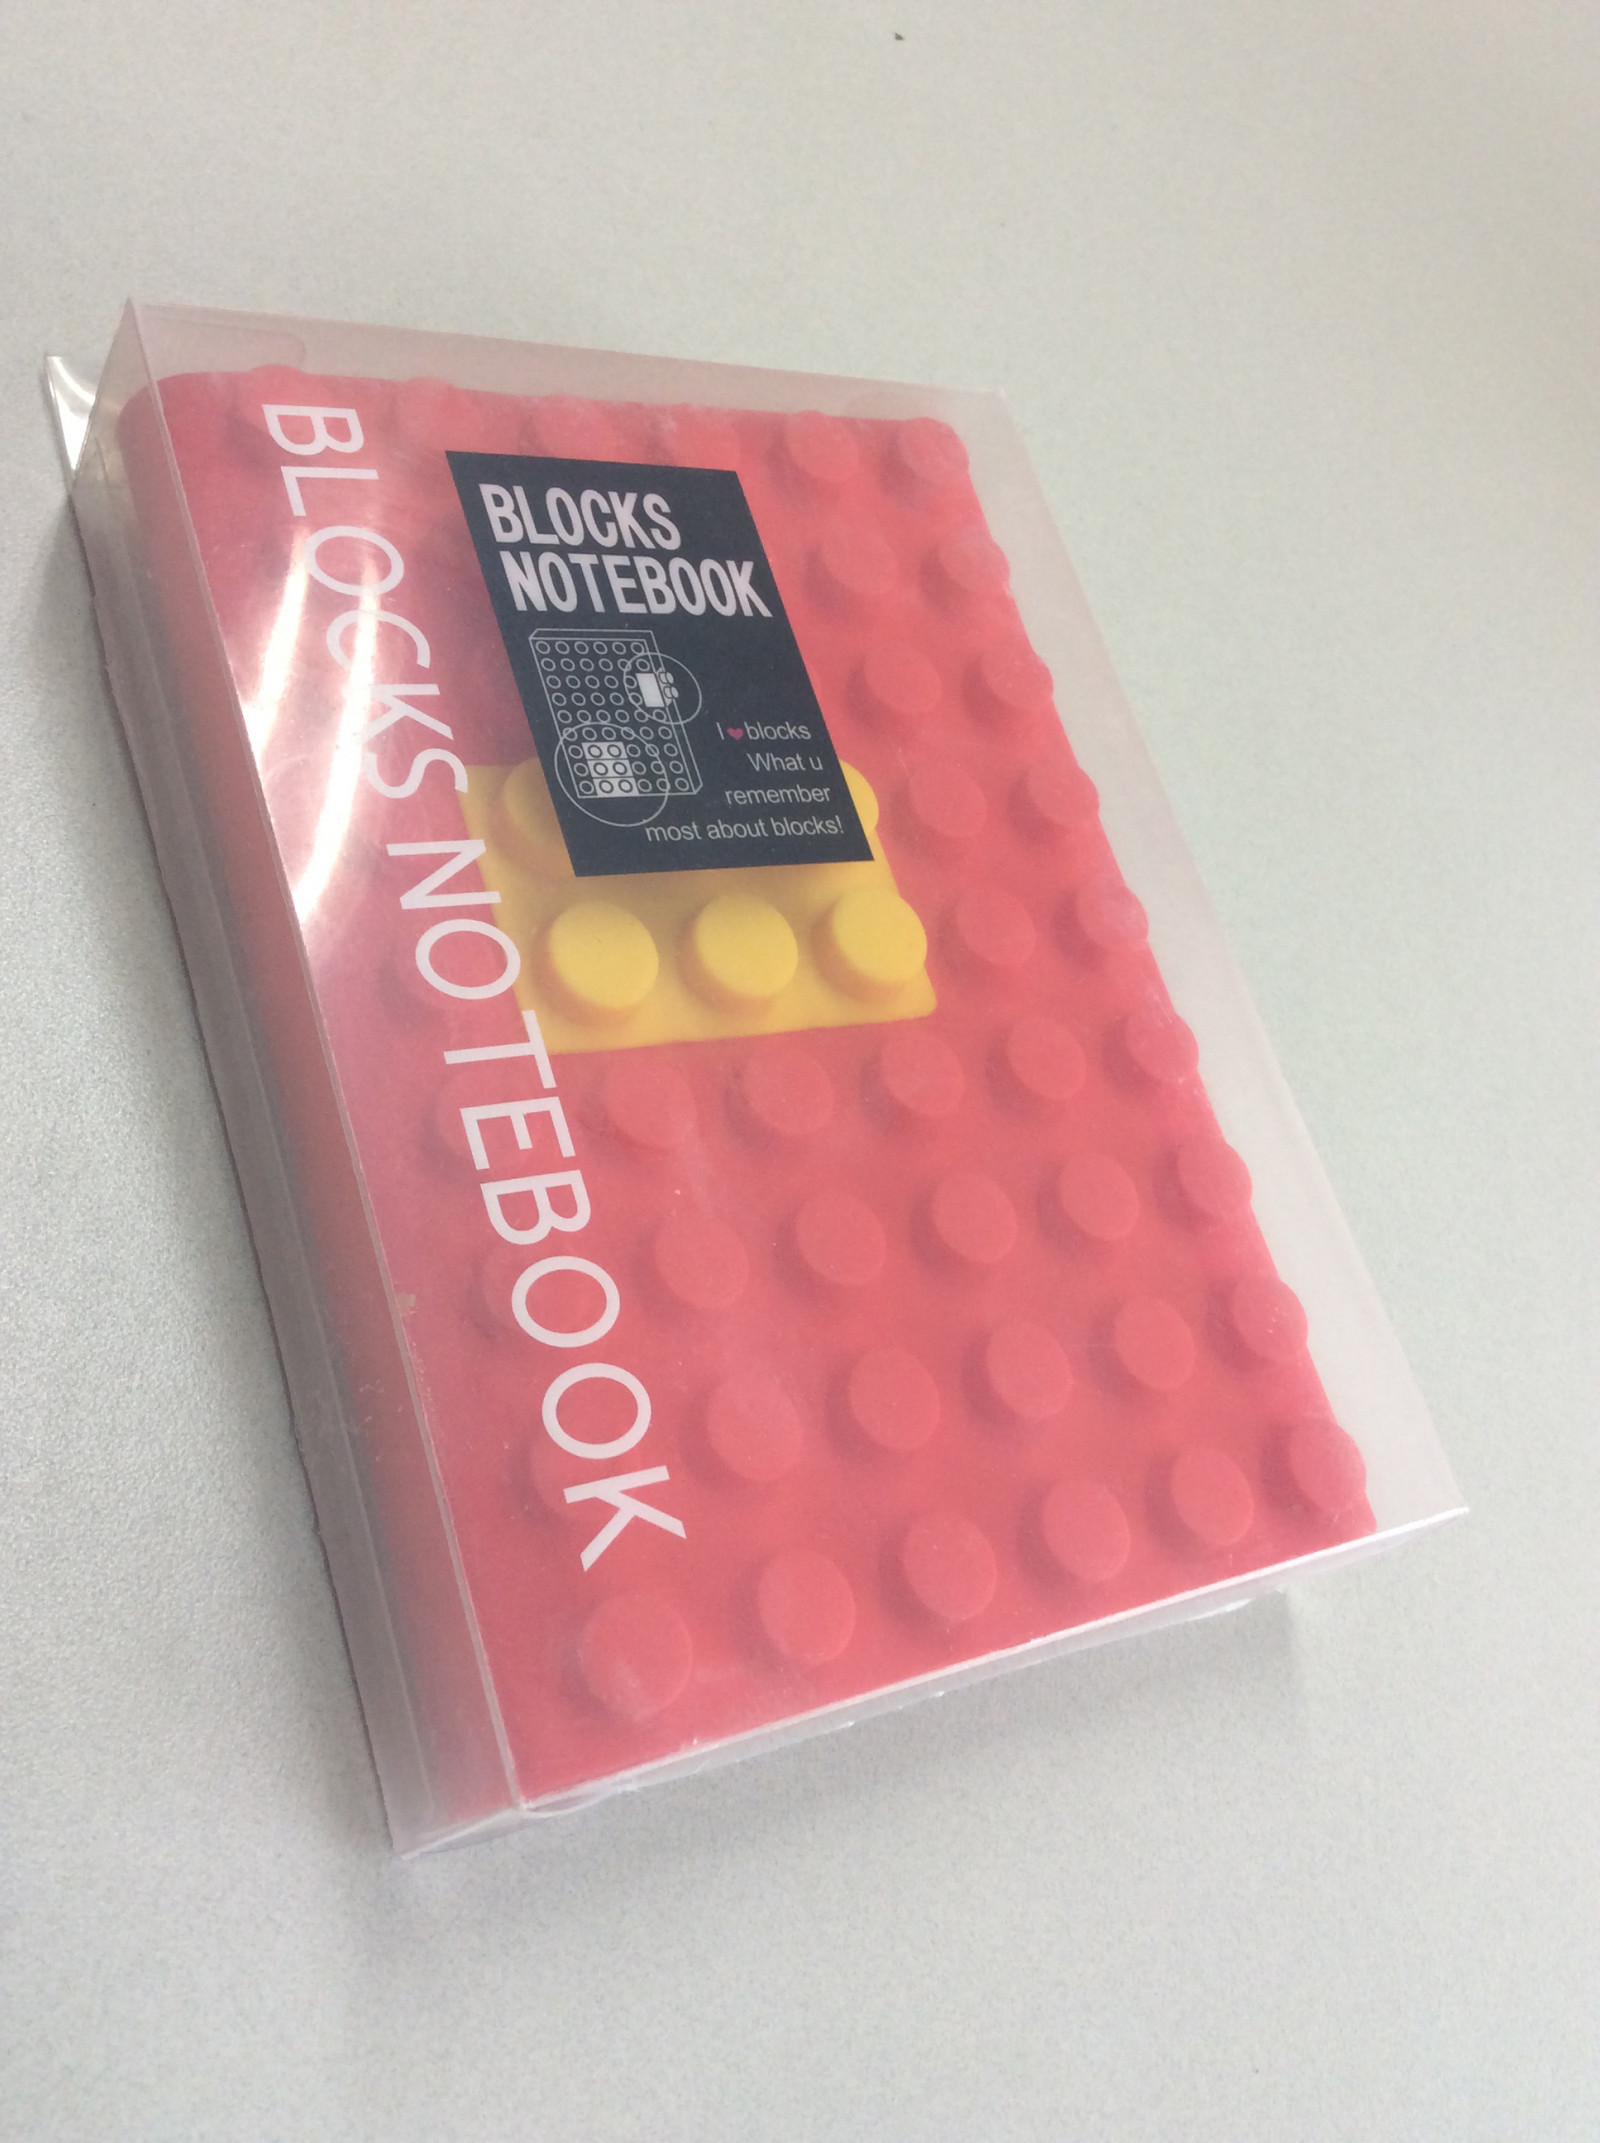 BLOCKS NOTEBOOK
BLOCKS
NOTEBOOK
I ♥ blocks
What u
remember
most about blocks!